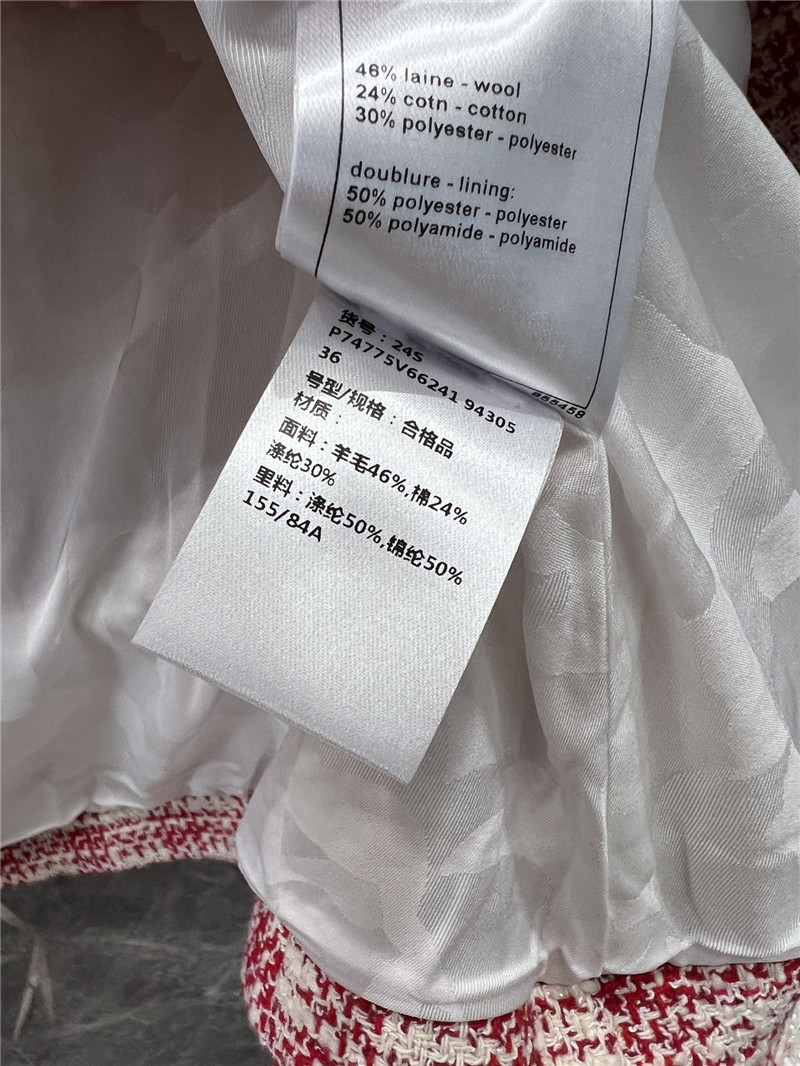 46% laine - wool
24% cotn - cotton
30% polyester - polyester
doublure - lining:
50% polyester - polyester
50% polyamide - polyamide
855458
货号：24S
P74775V66241 94305
36
号型/规格：合格品
材质：
面料：羊毛46%,棉24%
涤纶30%
里料：涤纶50%,锦纶50%
155/84A